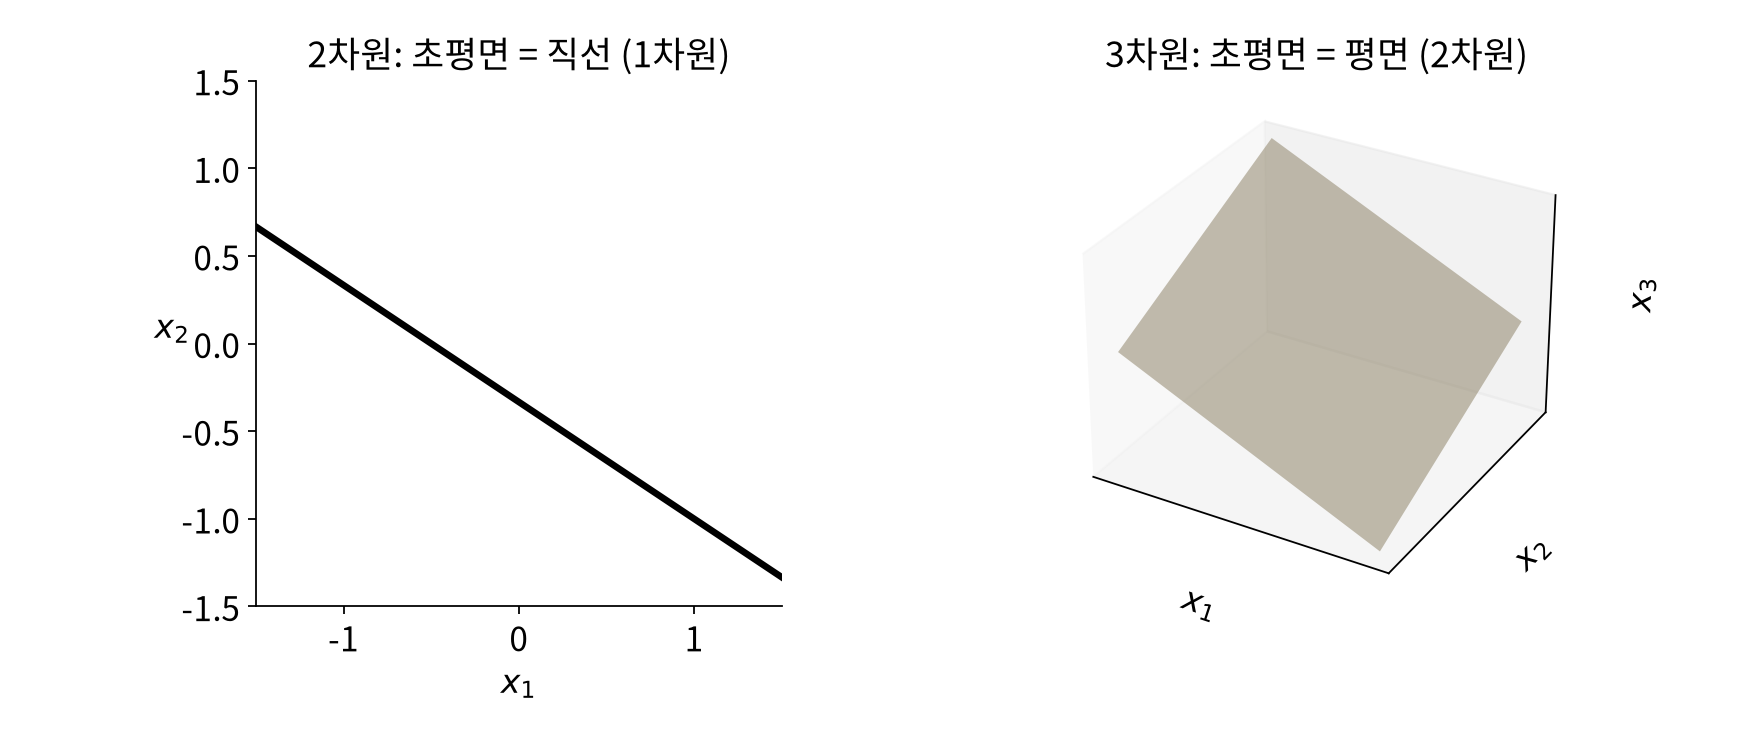 2차원: 초평면 = 직선 (1차원)
1.5
1.0
0.5
0.0
-0.5
-1.0
-1.5
x₂
-1 0 1
x₁
3차원: 초평면 = 평면 (2차원)
x₃
x₂
x₁